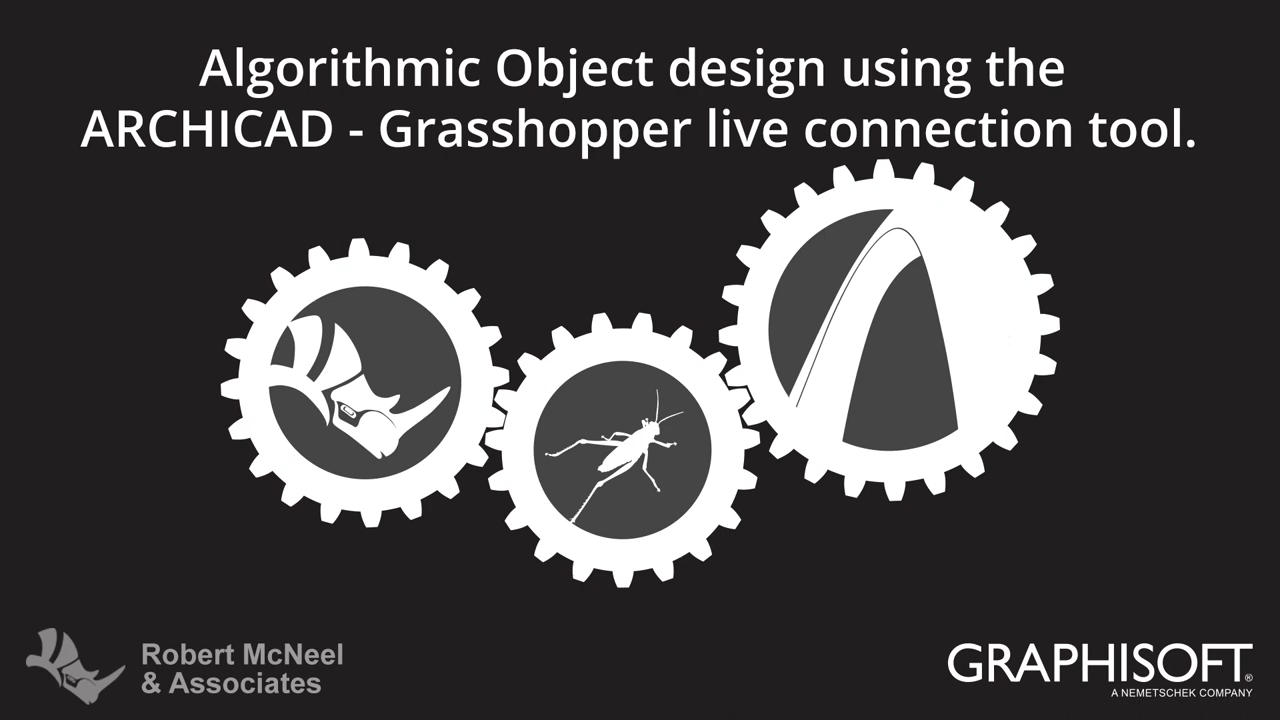 Algorithmic Object design using the
ARCHICAD - Grasshopper live connection tool.
Robert McNeel
& Associates
GRAPHISOFT®
A NEMETSCHEK COMPANY